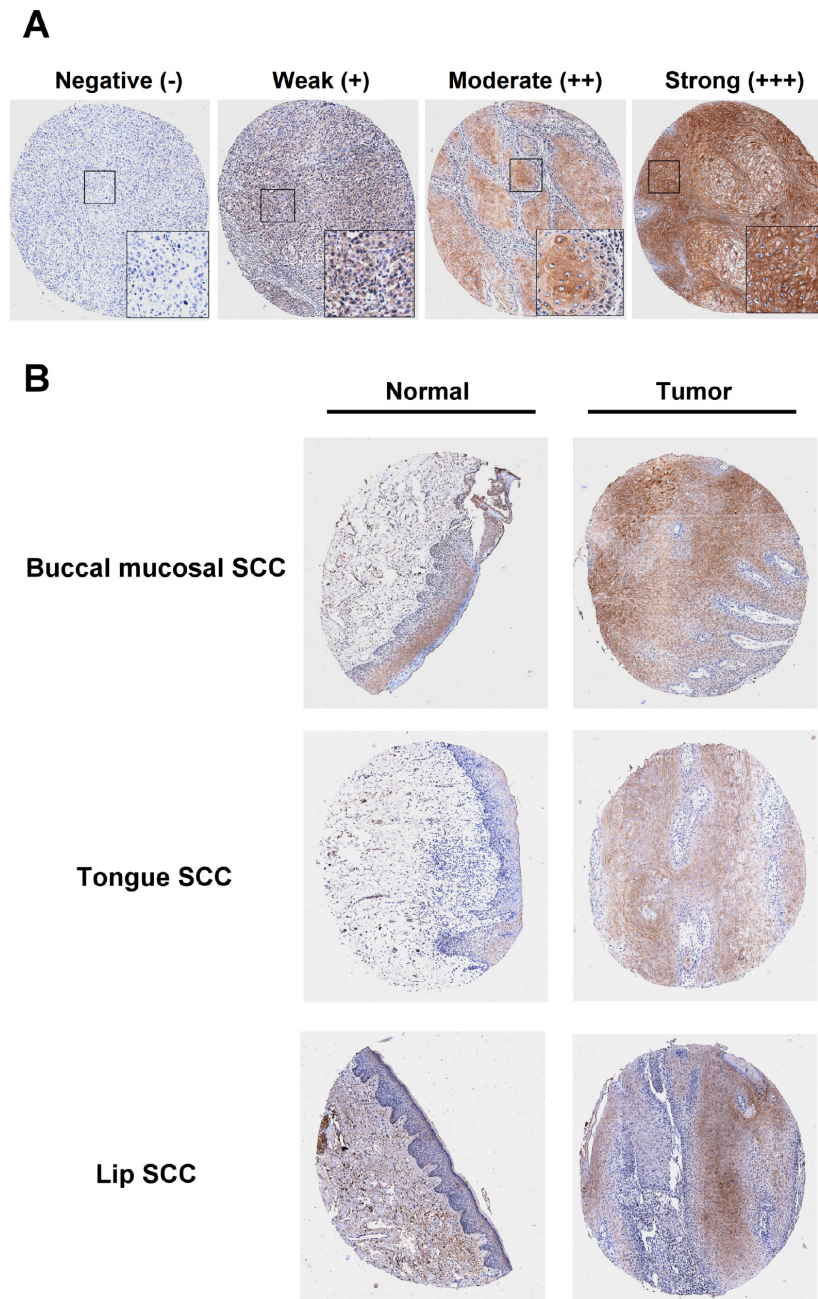 A
Negative (-) Weak (+) Moderate (++) Strong (+++)
B
Normal Tumor
Buccal mucosal SCC
Tongue SCC
Lip SCC